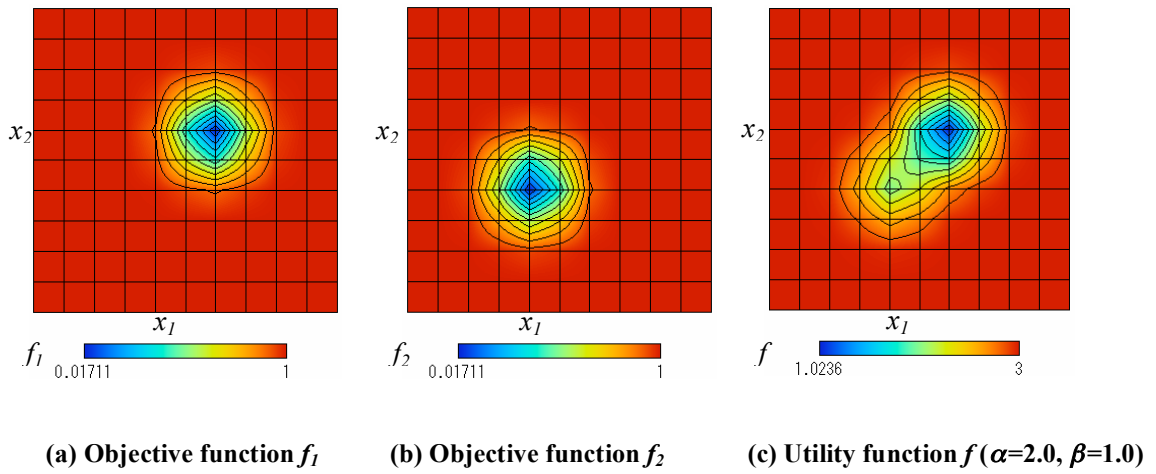 x2
x1
f1
0.01711
1
x2
x1
f2
0.01711
1
x2
x1
f
1.0236
3
(a) Objective function f1
(b) Objective function f2
(c) Utility function f (α=2.0, β=1.0)